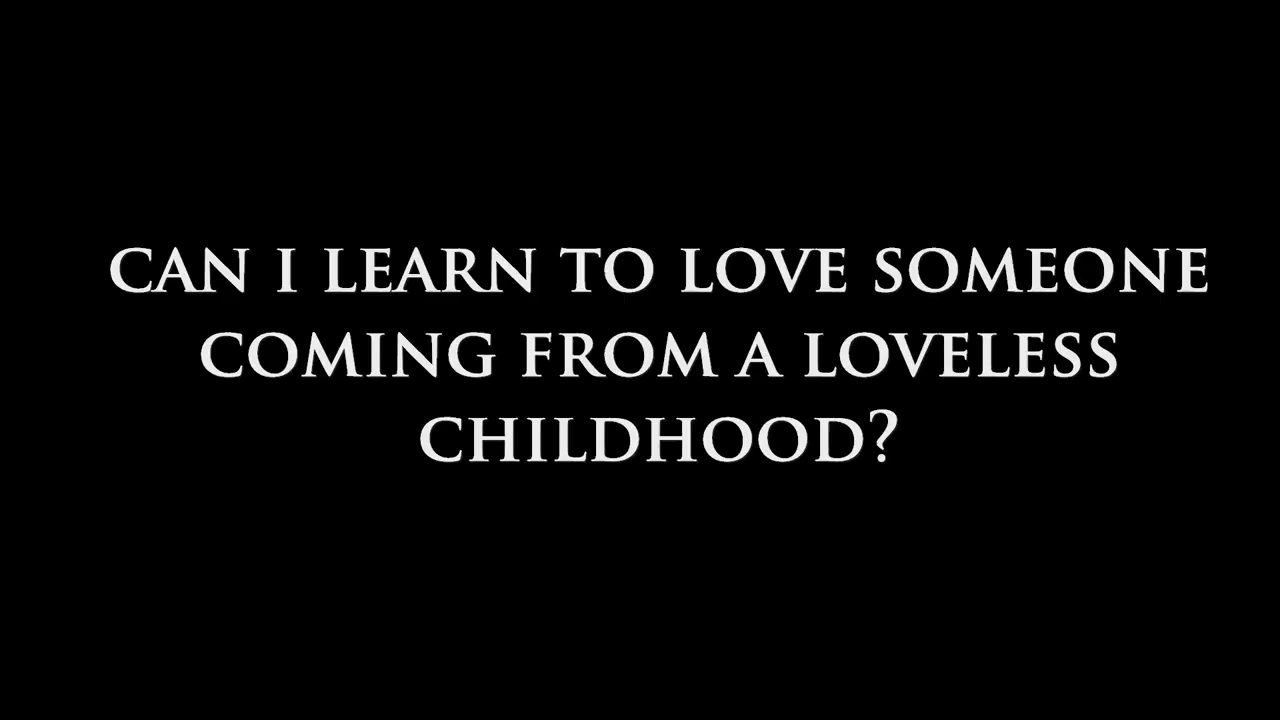 CAN I LEARN TO LOVE SOMEONE
COMING FROM A LOVELESS
CHILDHOOD?